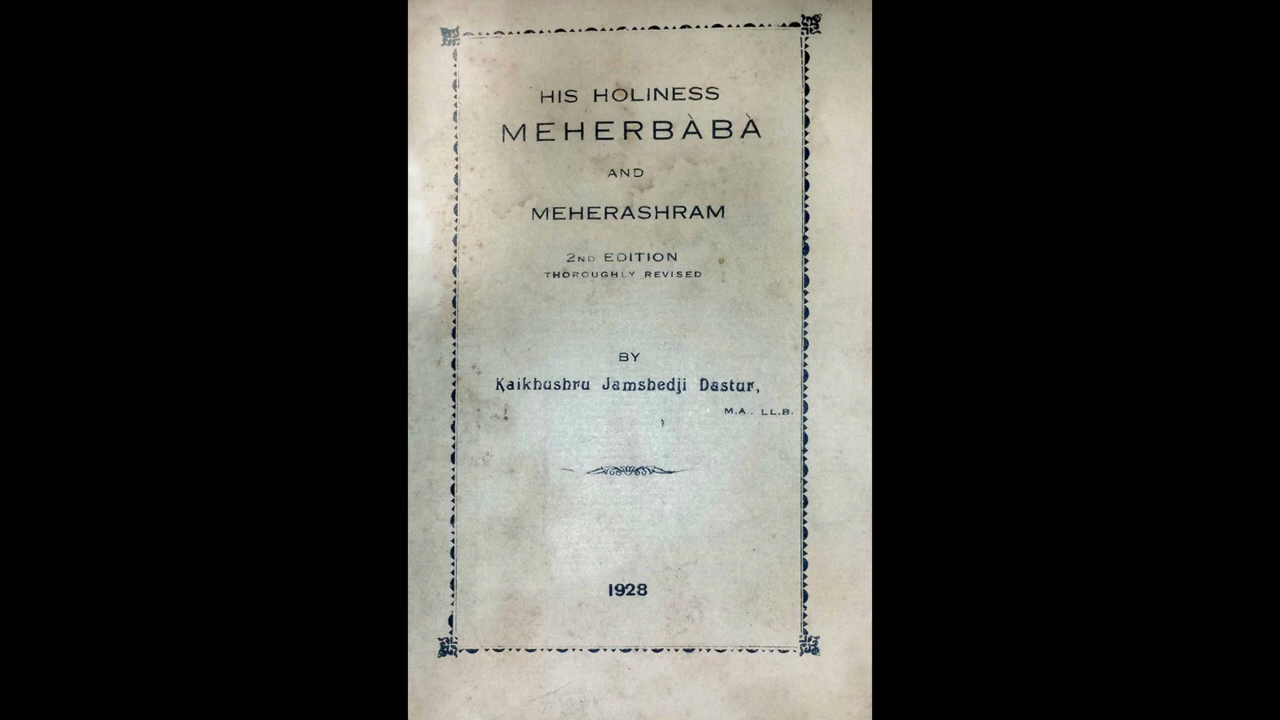 HIS HOLINESS
MEHERBÀBÀ
AND
MEHERASHRAM
2ND EDITION
THOROUGHLY REVISED
BY
Kaikhushru Jamshedji Dastur,
M.A., LL.B.
1928